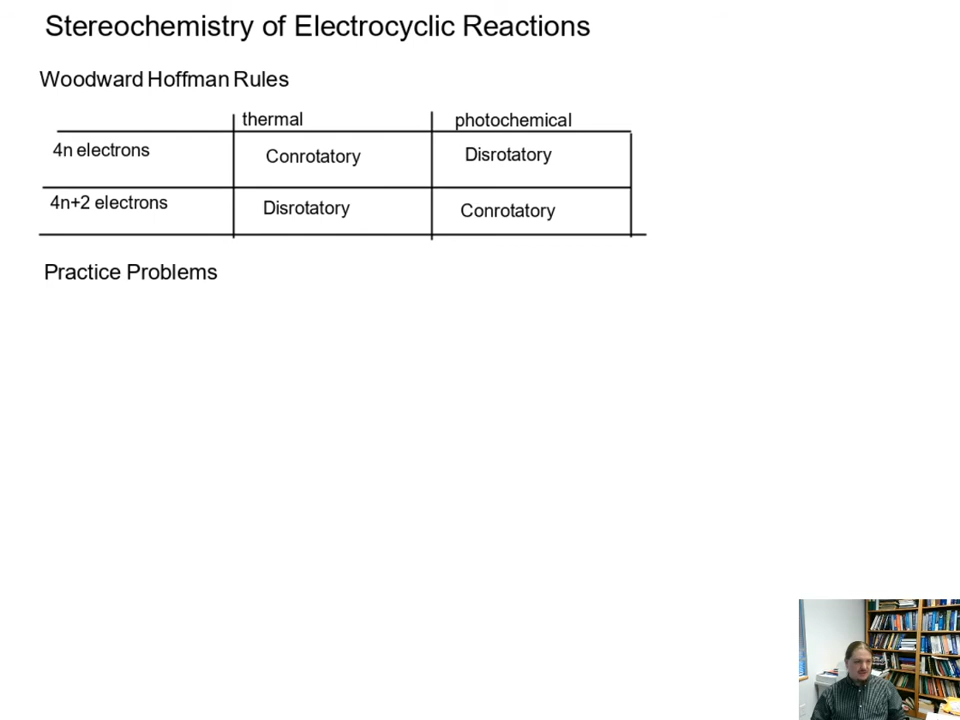 Stereochemistry of Electrocyclic Reactions
Woodward Hoffman Rules
thermal photochemical
4n electrons Conrotatory Disrotatory
4n+2 electrons Disrotatory Conrotatory
Practice Problems